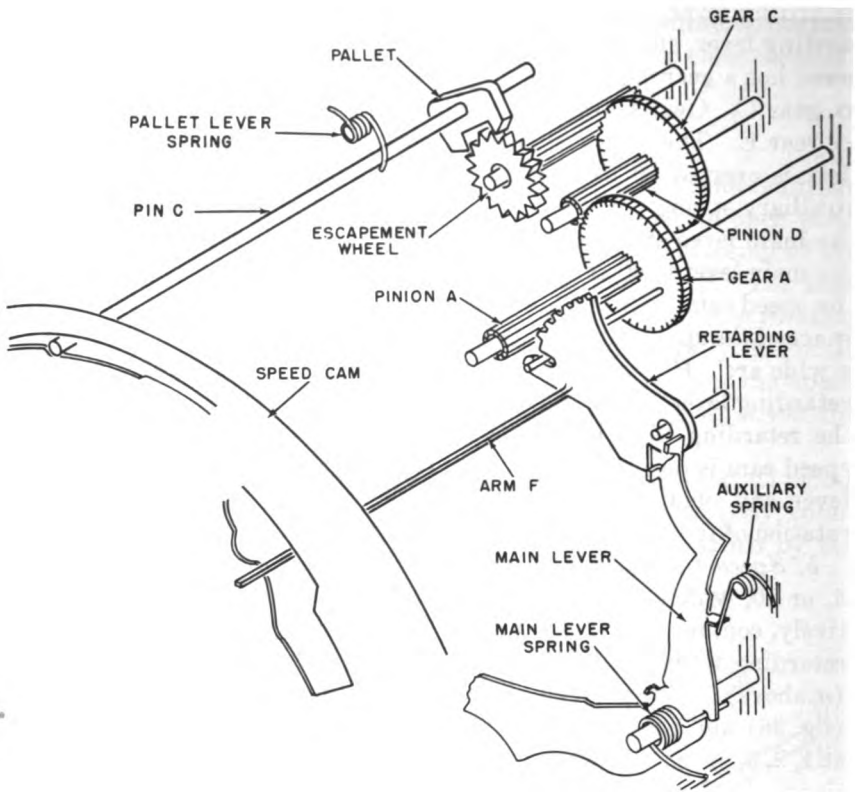 GEAR C
PALLET
PALLET LEVER
SPRING
PIN C
ESCAPEMENT
WHEEL
PINION D
GEAR A
PINION A
RETARDING
LEVER
SPEED CAM
ARM F
AUXILIARY
SPRING
MAIN LEVER
MAIN LEVER
SPRING